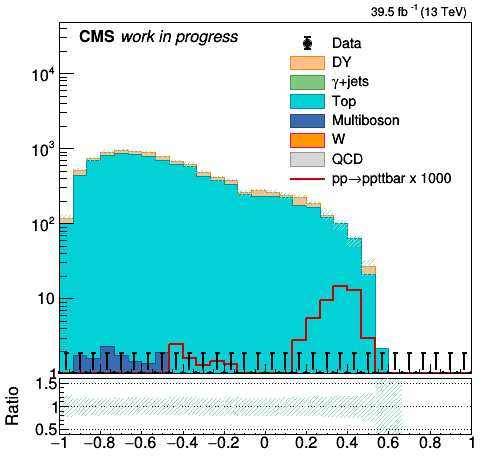 39.5 fb⁻¹ (13 TeV)
CMS work in progress
Data
DY
γ+jets
Top
Multiboson
W
QCD
pp→ppttbar x 1000
10⁴
10³
10²
10
1
1.5
1
0.5
Ratio
−1 −0.8 −0.6 −0.4 −0.2 0 0.2 0.4 0.6 0.8 1